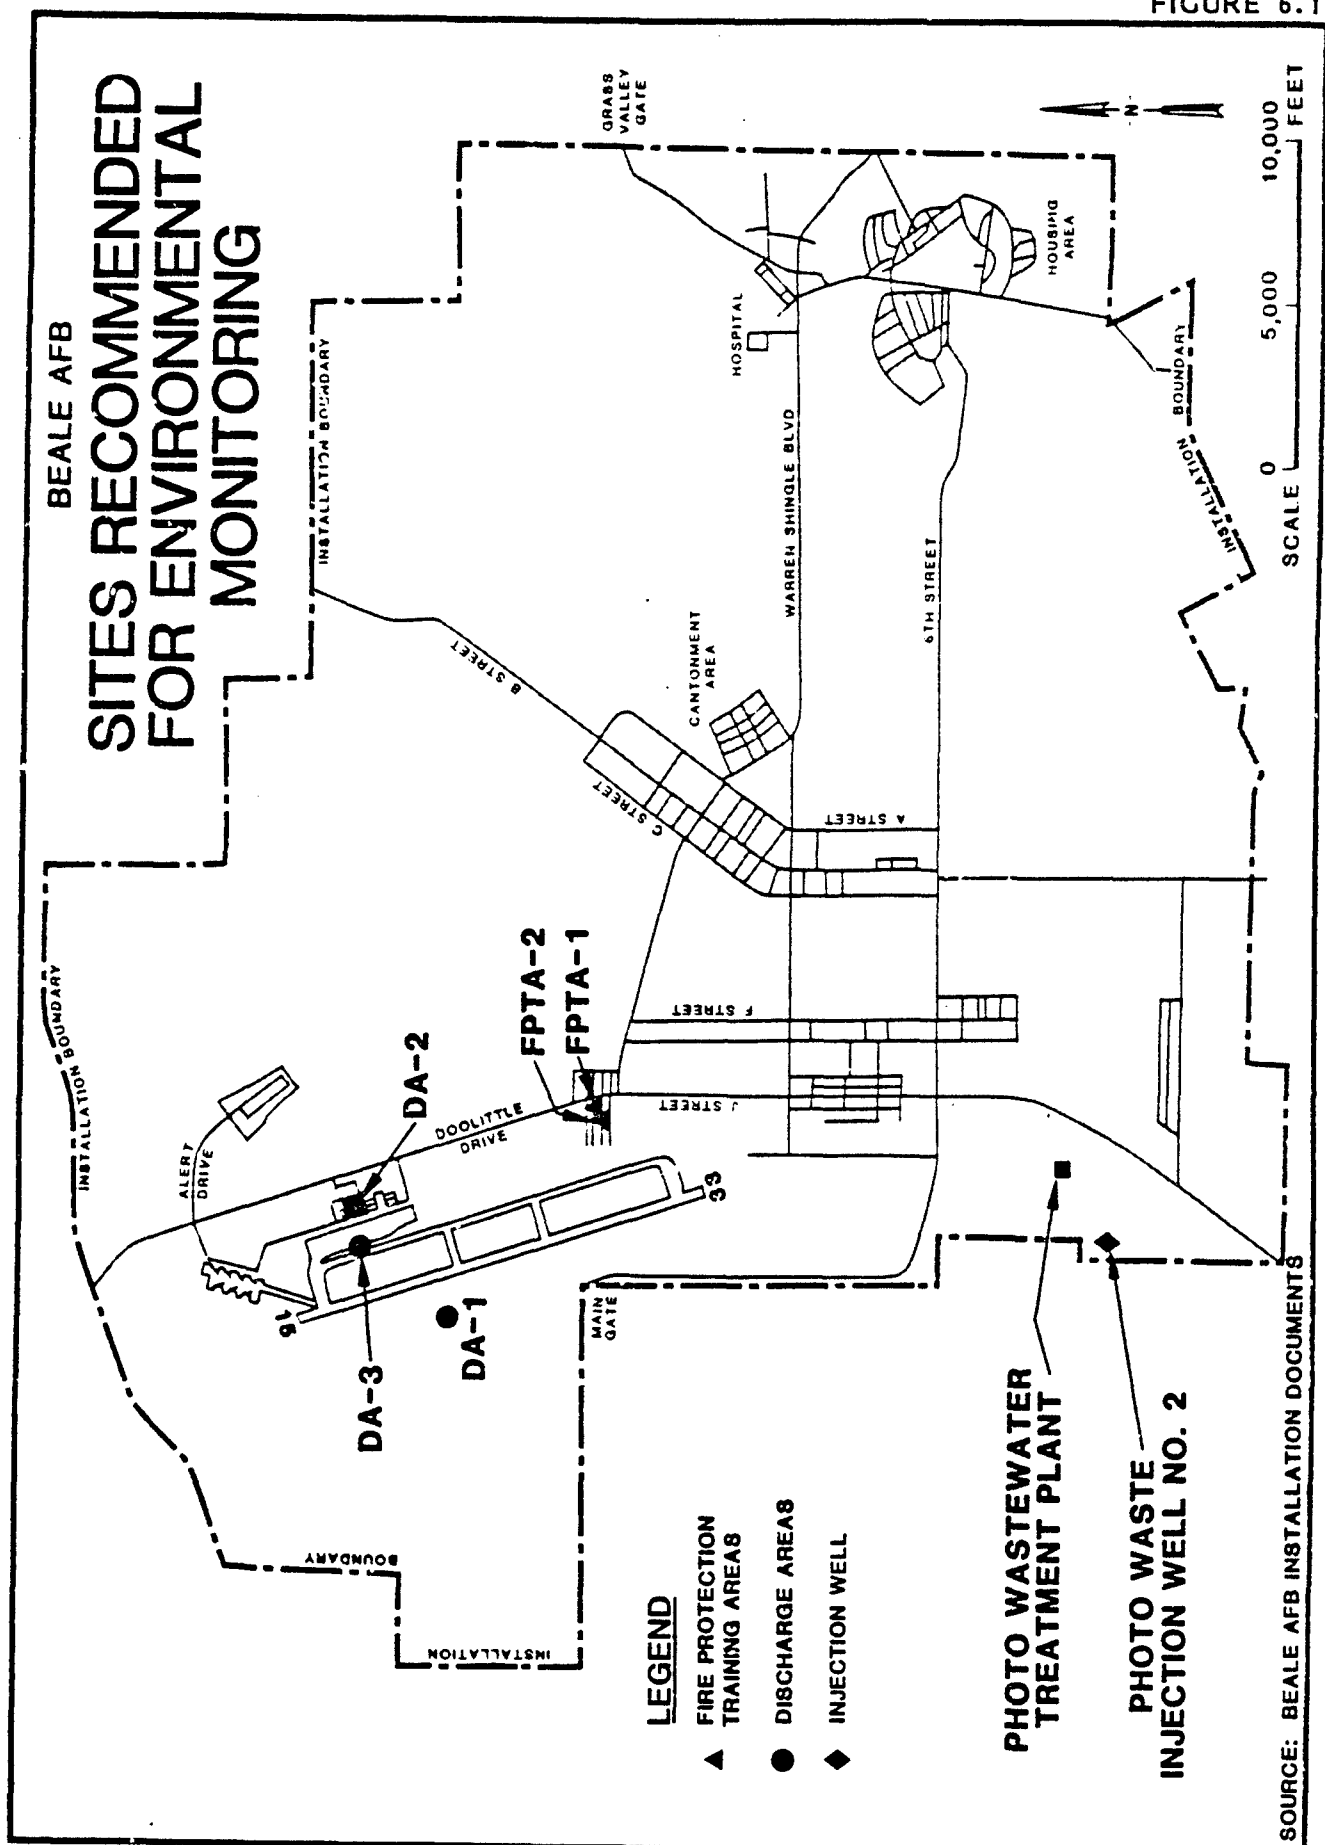 FIGURE 6.1
BEALE AFB
SITES RECOMMENDED
FOR ENVIRONMENTAL
MONITORING
INSTALLATION BOUNDARY
INSTALLATION BOUNDARY
GRASS
VALLEY
GATE
ALERT
DRIVE
B STREET
DA-2
DOOLITTLE
DRIVE
FPTA-2
FPTA-1
C STREET
CANTONMENT
AREA
HOSPITAL
15
DA-3
DA-1
33
MAIN
GATE
J STREET
F STREET
A STREET
WARREN SHINGLE BLVD
6TH STREET
HOUSING
AREA
BOUNDARY
INSTALLATION
INSTALLATION
BOUNDARY
LEGEND
FIRE PROTECTION
TRAINING AREAS
DISCHARGE AREAS
INJECTION WELL
PHOTO WASTEWATER
TREATMENT PLANT
PHOTO WASTE
INJECTION WELL NO. 2
N
0 5,000 10,000
SCALE FEET
SOURCE: BEALE AFB INSTALLATION DOCUMENTS